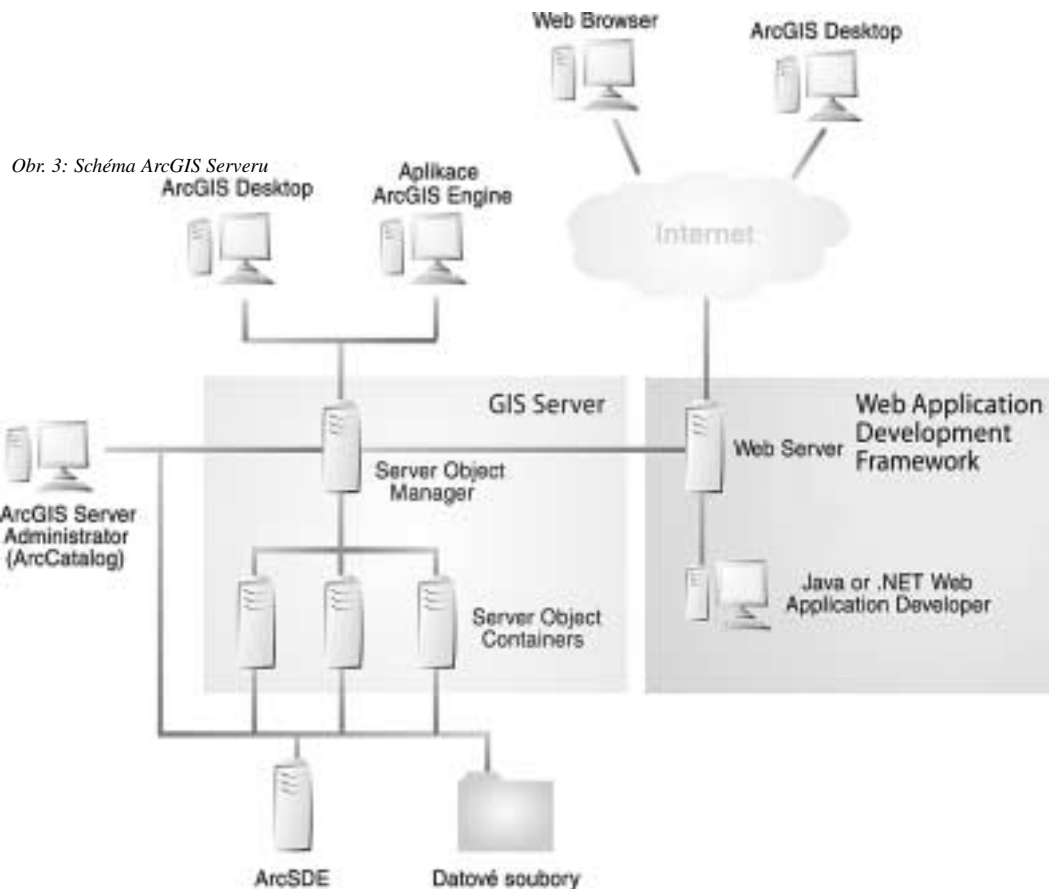 Web Browser
ArcGIS Desktop
Obr. 3: Schéma ArcGIS Serveru
ArcGIS Desktop
Aplikace
ArcGIS Engine
Internet
GIS Server
Web Application
Development
Framework
Server Object
Manager
Web Server
ArcGIS Server
Administrator
(ArcCatalog)
Server Object
Containers
Java or .NET Web
Application Developer
ArcSDE
Datové soubory